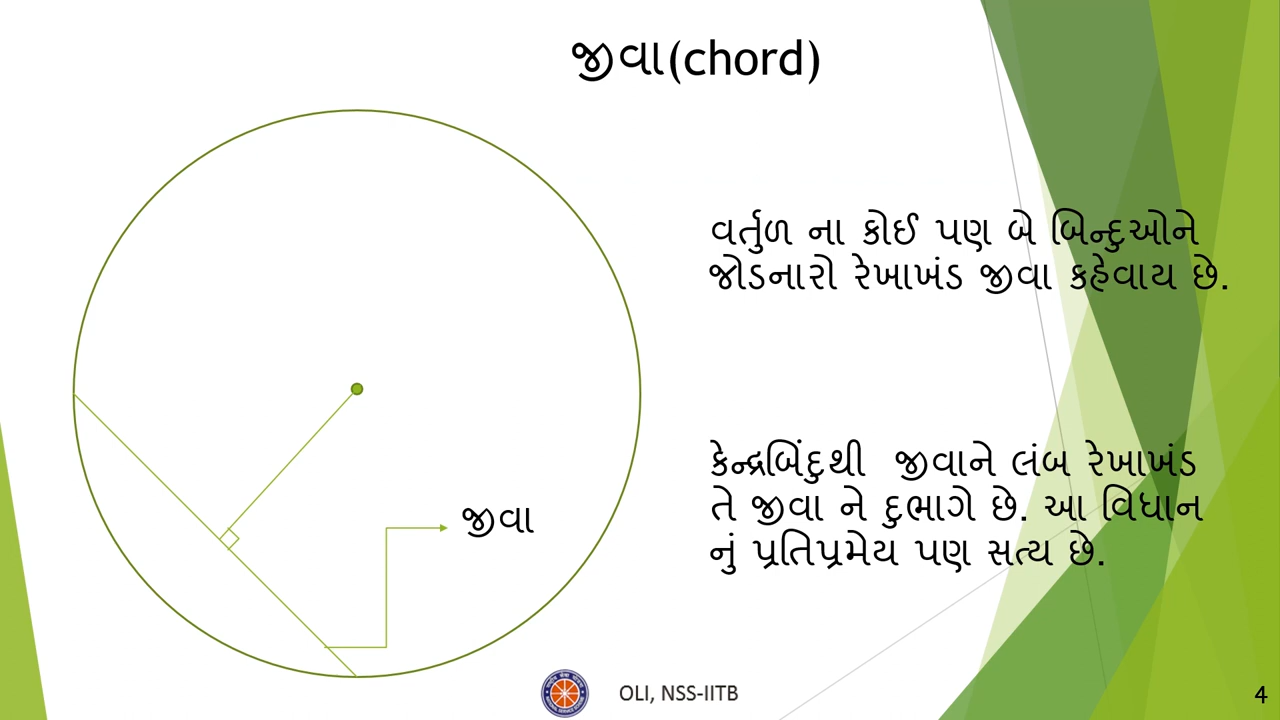 જીવા(chord)
વર્તુળ ના કોઈ પણ બે બિન્દુઓને
જોડનારો રેખાખંડ જીવા કહેવાય છે.
કેન્દ્રબિંદુથી જીવાને લંબ રેખાખંડ
તે જીવા ને દુભાગે છે. આ વિધાન
નું પ્રતિપ્રમેય પણ સત્ય છે.
જીવા
OLI, NSS-IITB
4